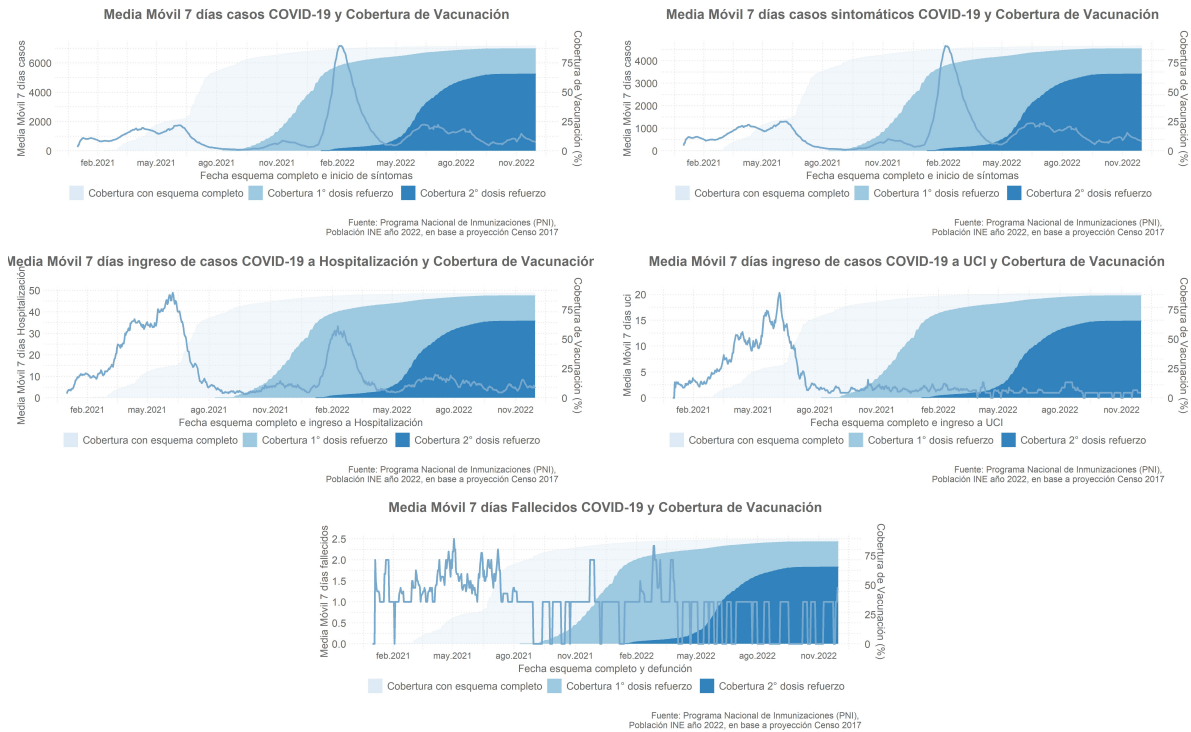 Media Móvil 7 días casos COVID-19 y Cobertura de Vacunación
Media Móvil 7 días casos
6000
4000
2000
0
Cobertura de Vacunación (%)
75
50
25
0
feb.2021 may.2021 ago.2021 nov.2021 feb.2022 may.2022 ago.2022 nov.2022
Fecha esquema completo e inicio de síntomas
Cobertura con esquema completo Cobertura 1° dosis refuerzo Cobertura 2° dosis refuerzo
Fuente: Programa Nacional de Inmunizaciones (PNI),
Población INE año 2022, en base a proyección Censo 2017
Media Móvil 7 días casos sintomáticos COVID-19 y Cobertura de Vacunación
Media Móvil 7 días casos
4000
3000
2000
1000
0
Cobertura de Vacunación (%)
75
50
25
0
feb.2021 may.2021 ago.2021 nov.2021 feb.2022 may.2022 ago.2022 nov.2022
Fecha esquema completo e inicio de síntomas
Cobertura con esquema completo Cobertura 1° dosis refuerzo Cobertura 2° dosis refuerzo
Fuente: Programa Nacional de Inmunizaciones (PNI),
Población INE año 2022, en base a proyección Censo 2017
Media Móvil 7 días ingreso de casos COVID-19 a Hospitalización y Cobertura de Vacunación
Media Móvil 7 días Hospitalización
50
40
30
20
10
0
Cobertura de Vacunación (%)
75
50
25
0
feb.2021 may.2021 ago.2021 nov.2021 feb.2022 may.2022 ago.2022 nov.2022
Fecha esquema completo e ingreso a Hospitalización
Cobertura con esquema completo Cobertura 1° dosis refuerzo Cobertura 2° dosis refuerzo
Fuente: Programa Nacional de Inmunizaciones (PNI),
Población INE año 2022, en base a proyección Censo 2017
Media Móvil 7 días ingreso de casos COVID-19 a UCI y Cobertura de Vacunación
Media Móvil 7 días uci
20
15
10
5
0
Cobertura de Vacunación (%)
75
50
25
0
feb.2021 may.2021 ago.2021 nov.2021 feb.2022 may.2022 ago.2022 nov.2022
Fecha esquema completo e ingreso a UCI
Cobertura con esquema completo Cobertura 1° dosis refuerzo Cobertura 2° dosis refuerzo
Fuente: Programa Nacional de Inmunizaciones (PNI),
Población INE año 2022, en base a proyección Censo 2017
Media Móvil 7 días Fallecidos COVID-19 y Cobertura de Vacunación
Media Móvil 7 días fallecidos
2.5
2.0
1.5
1.0
0.5
0.0
Cobertura de Vacunación (%)
75
50
25
0
feb.2021 may.2021 ago.2021 nov.2021 feb.2022 may.2022 ago.2022 nov.2022
Fecha esquema completo y defunción
Cobertura con esquema completo Cobertura 1° dosis refuerzo Cobertura 2° dosis refuerzo
Fuente: Programa Nacional de Inmunizaciones (PNI),
Población INE año 2022, en base a proyección Censo 2017